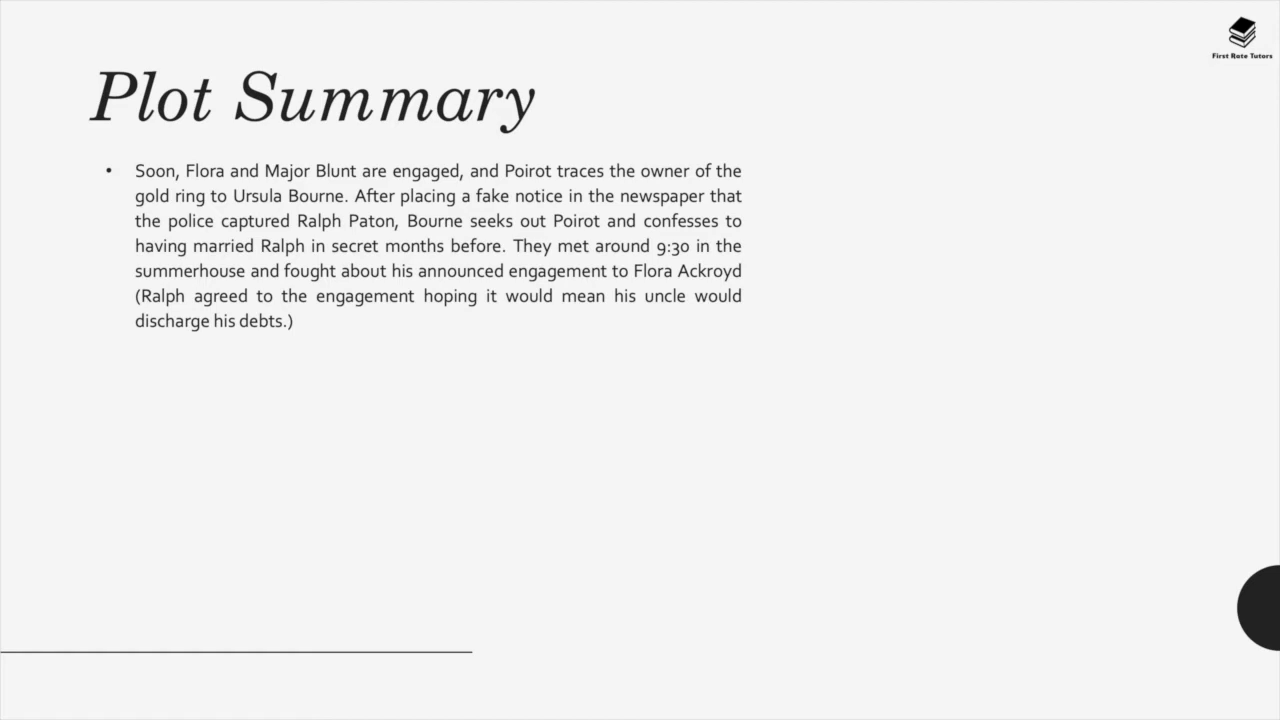 First Rate Tutors
Plot Summary
• Soon, Flora and Major Blunt are engaged, and Poirot traces the owner of the
gold ring to Ursula Bourne. After placing a fake notice in the newspaper that
the police captured Ralph Paton, Bourne seeks out Poirot and confesses to
having married Ralph in secret months before. They met around 9:30 in the
summerhouse and fought about his announced engagement to Flora Ackroyd
(Ralph agreed to the engagement hoping it would mean his uncle would
discharge his debts.)